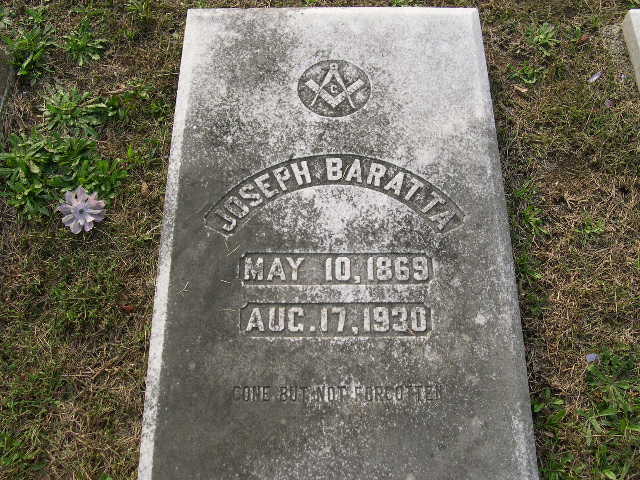 G
JOSEPH BARATTA
MAY 10, 1869
AUG. 17, 1930
GONE BUT NOT FORGOTTEN